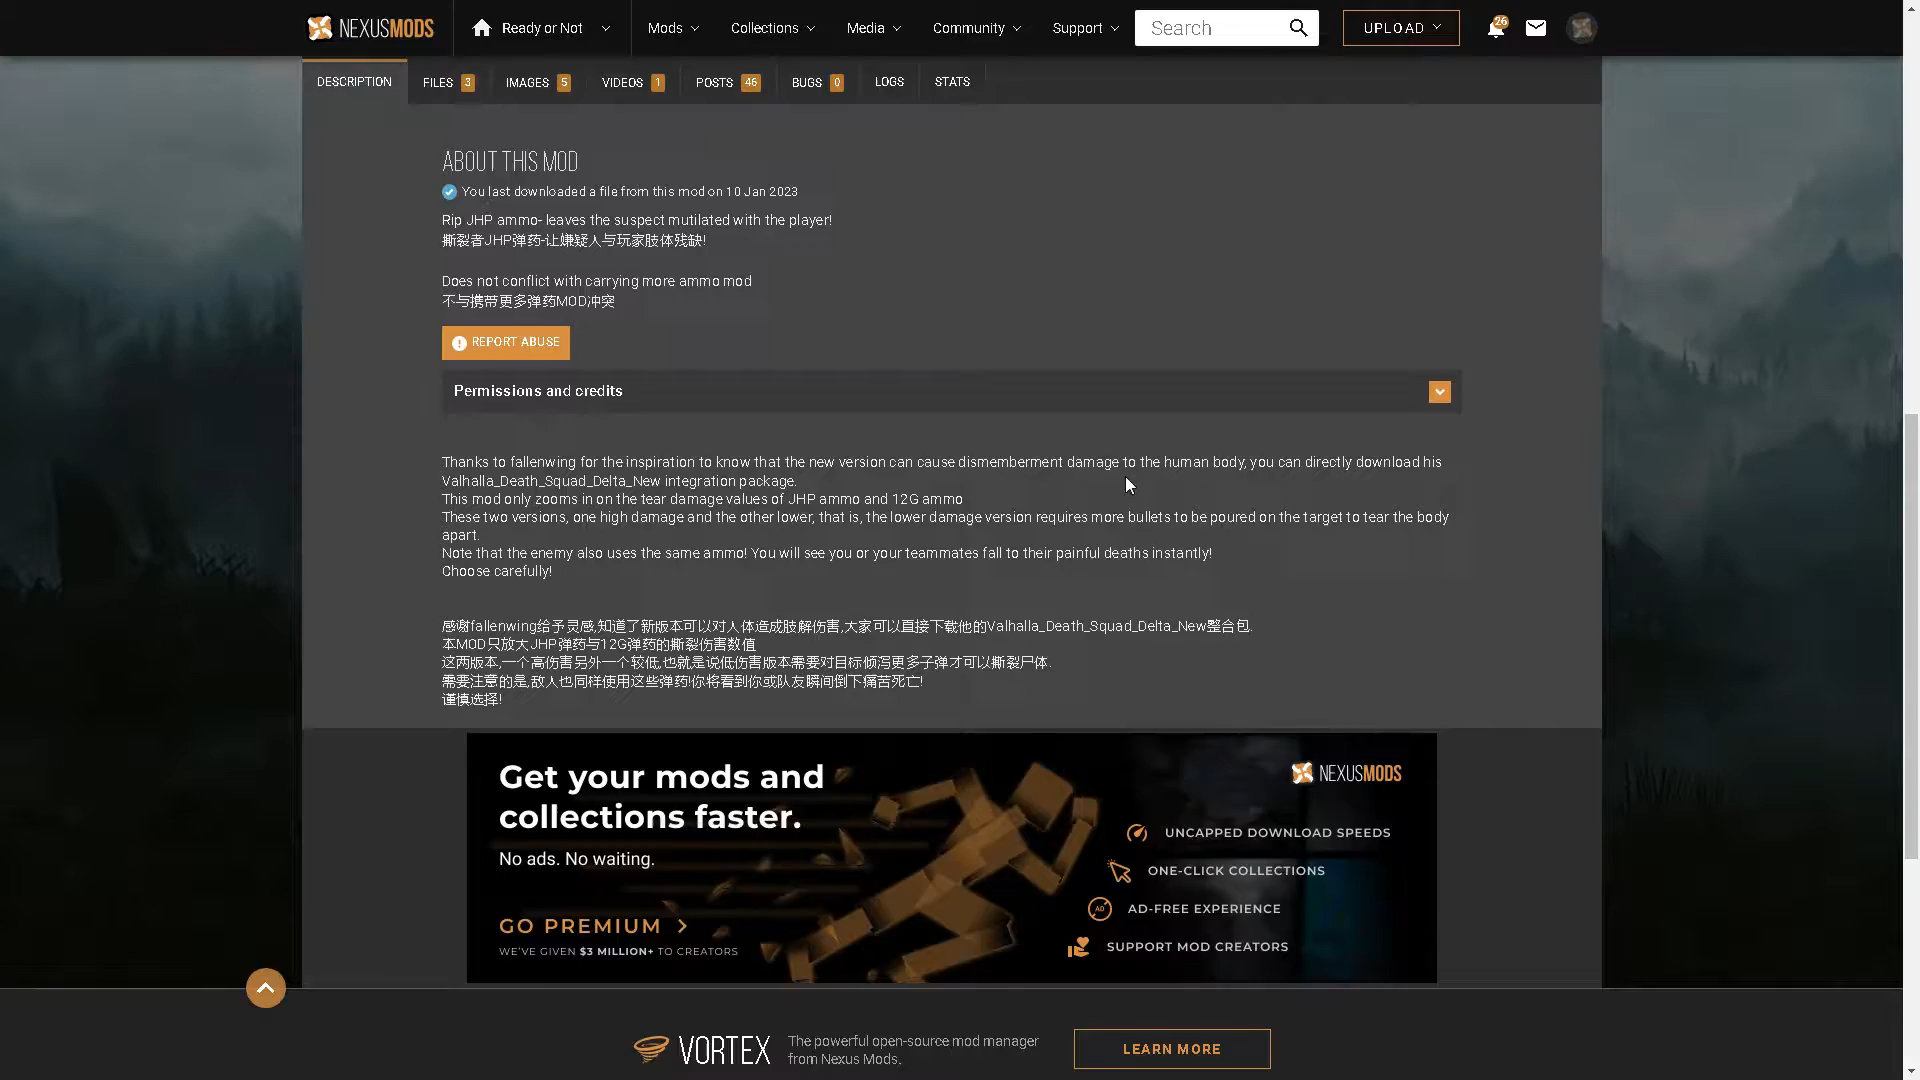 NEXUSMODS
Ready or Not
Mods
Collections
Media
Community
Support
Search
UPLOAD
26
DESCRIPTION
FILES 3
IMAGES 5
VIDEOS 1
POSTS 46
BUGS 0
LOGS
STATS
ABOUT THIS MOD
You last downloaded a file from this mod on 10 Jan 2023
Rip JHP ammo- leaves the suspect mutilated with the player!
撕裂者JHP弹药-让嫌疑人与玩家肢体残缺!
Does not conflict with carrying more ammo mod
不与携带更多弹药MOD冲突
REPORT ABUSE
Permissions and credits
Thanks to fallenwing for the inspiration to know that the new version can cause dismemberment damage to the human body, you can directly download his
Valhalla_Death_Squad_Delta_New integration package.
This mod only zooms in on the tear damage values of JHP ammo and 12G ammo
These two versions, one high damage and the other lower, that is, the lower damage version requires more bullets to be poured on the target to tear the body
apart.
Note that the enemy also uses the same ammo! You will see you or your teammates fall to their painful deaths instantly!
Choose carefully!
感谢fallenwing给予灵感,知道了新版本可以对人体造成肢解伤害,大家可以直接下载他的Valhalla_Death_Squad_Delta_New整合包.
本MOD只放大JHP弹药与12G弹药的撕裂伤害数值
这两版本,一个高伤害另外一个较低,也就是说低伤害版本需要对目标倾泻更多子弹才可以撕裂尸体.
需要注意的是,敌人也同样使用这些弹药!你将看到你或队友瞬间倒下痛苦死亡!
谨慎选择!
Get your mods and
collections faster.
No ads. No waiting.
GO PREMIUM
WE'VE GIVEN $3 MILLION+ TO CREATORS
NEXUSMODS
UNCAPPED DOWNLOAD SPEEDS
ONE-CLICK COLLECTIONS
AD
AD-FREE EXPERIENCE
SUPPORT MOD CREATORS
VORTEX
The powerful open-source mod manager
from Nexus Mods.
LEARN MORE